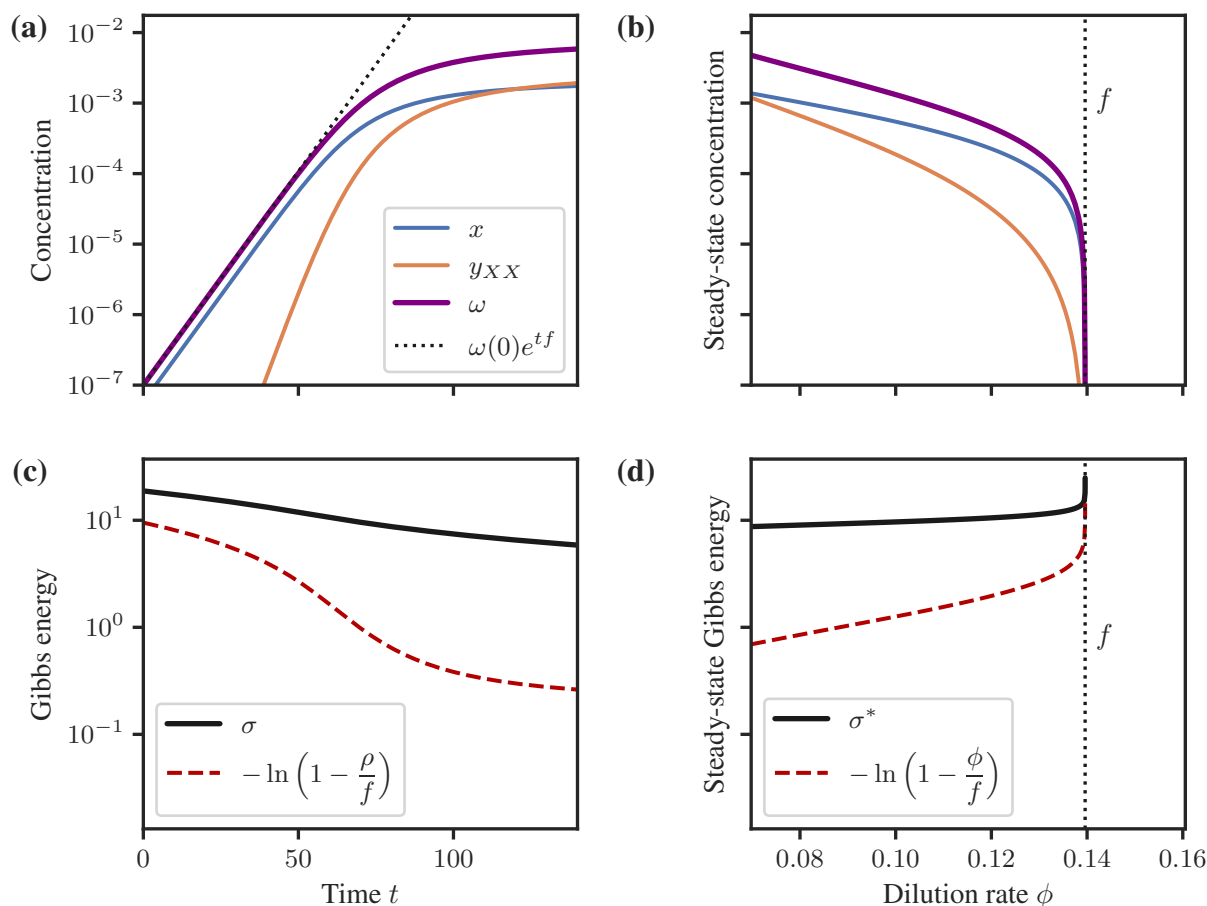 (a)
10^{-2}
10^{-3}
10^{-4}
10^{-5}
10^{-6}
10^{-7}
Concentration
x
y_{XX}
ω
ω(0)e^{tf}
(b)
Steady-state concentration
f
(c)
10^1
10^0
10^{-1}
Gibbs energy
σ
− ln (1 − ρ/f)
0 50 100
Time t
(d)
Steady-state Gibbs energy
f
σ*
− ln (1 − ϕ/f)
0.08 0.10 0.12 0.14 0.16
Dilution rate ϕ